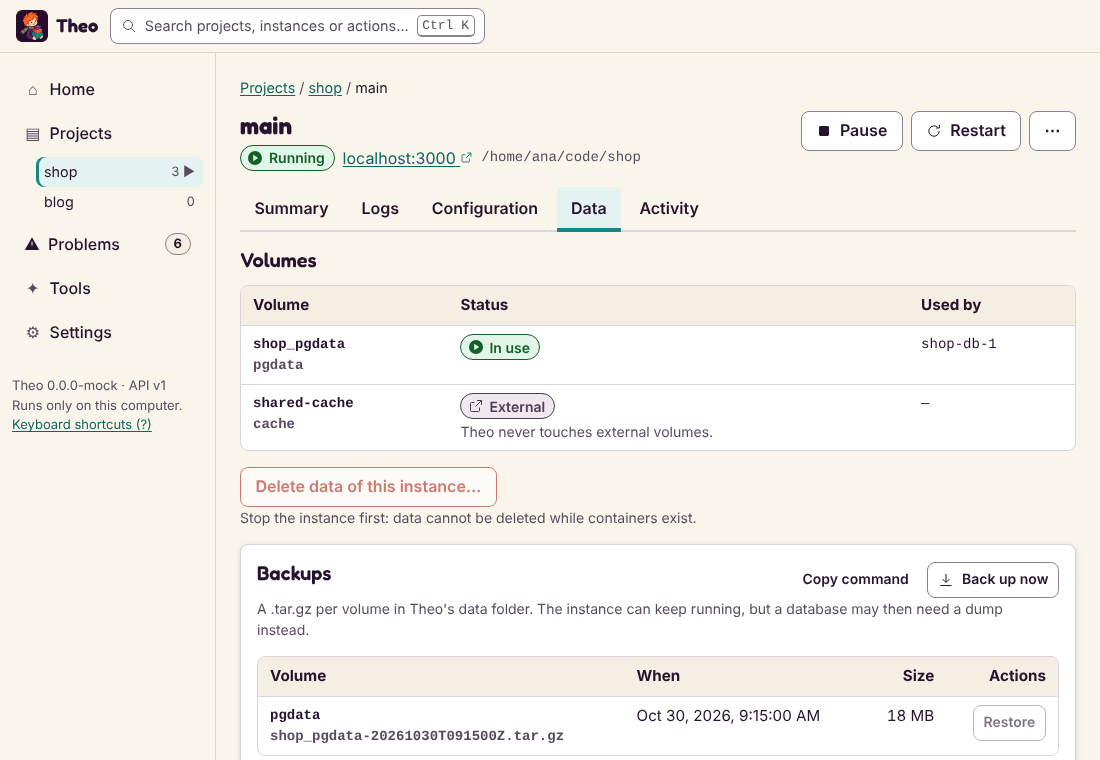 Theo
Search projects, instances or actions... Ctrl K
Home
Projects
shop 3
blog 0
Problems 6
Tools
Settings
Theo 0.0.0-mock · API v1
Runs only on this computer.
Keyboard shortcuts (?)
Projects / shop / main
main
Running localhost:3000 /home/ana/code/shop
Pause Restart ...
Summary Logs Configuration Data Activity
Volumes
Volume Status Used by
shop_pgdata In use shop-db-1
pgdata
shared-cache External —
cache
Theo never touches external volumes.
Delete data of this instance...
Stop the instance first: data cannot be deleted while containers exist.
Backups
Copy command Back up now
A .tar.gz per volume in Theo's data folder. The instance can keep running, but a database may then need a dump
instead.
Volume When Size Actions
pgdata Oct 30, 2026, 9:15:00 AM 18 MB Restore
shop_pgdata-20261030T091500Z.tar.gz